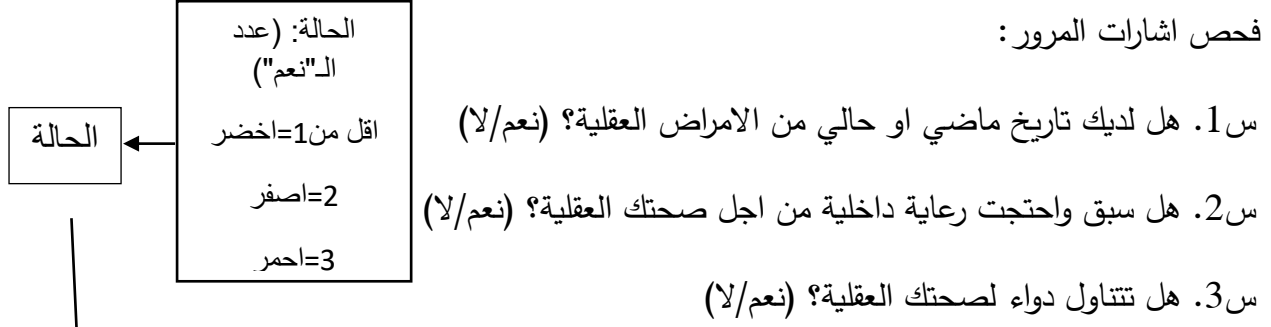 فحص اشارات المرور:
س1. هل لديك تاريخ ماضي او حالي من الامراض العقلية؟ (نعم/لا)
س2. هل سبق واحتجت رعاية داخلية من اجل صحتك العقلية؟ (نعم/لا)
س3. هل تتناول دواء لصحتك العقلية؟ (نعم/لا)
الحالة: (عدد
الـ"نعم")
اقل من1=اخضر
2=اصفر
3=احمر
الحالة